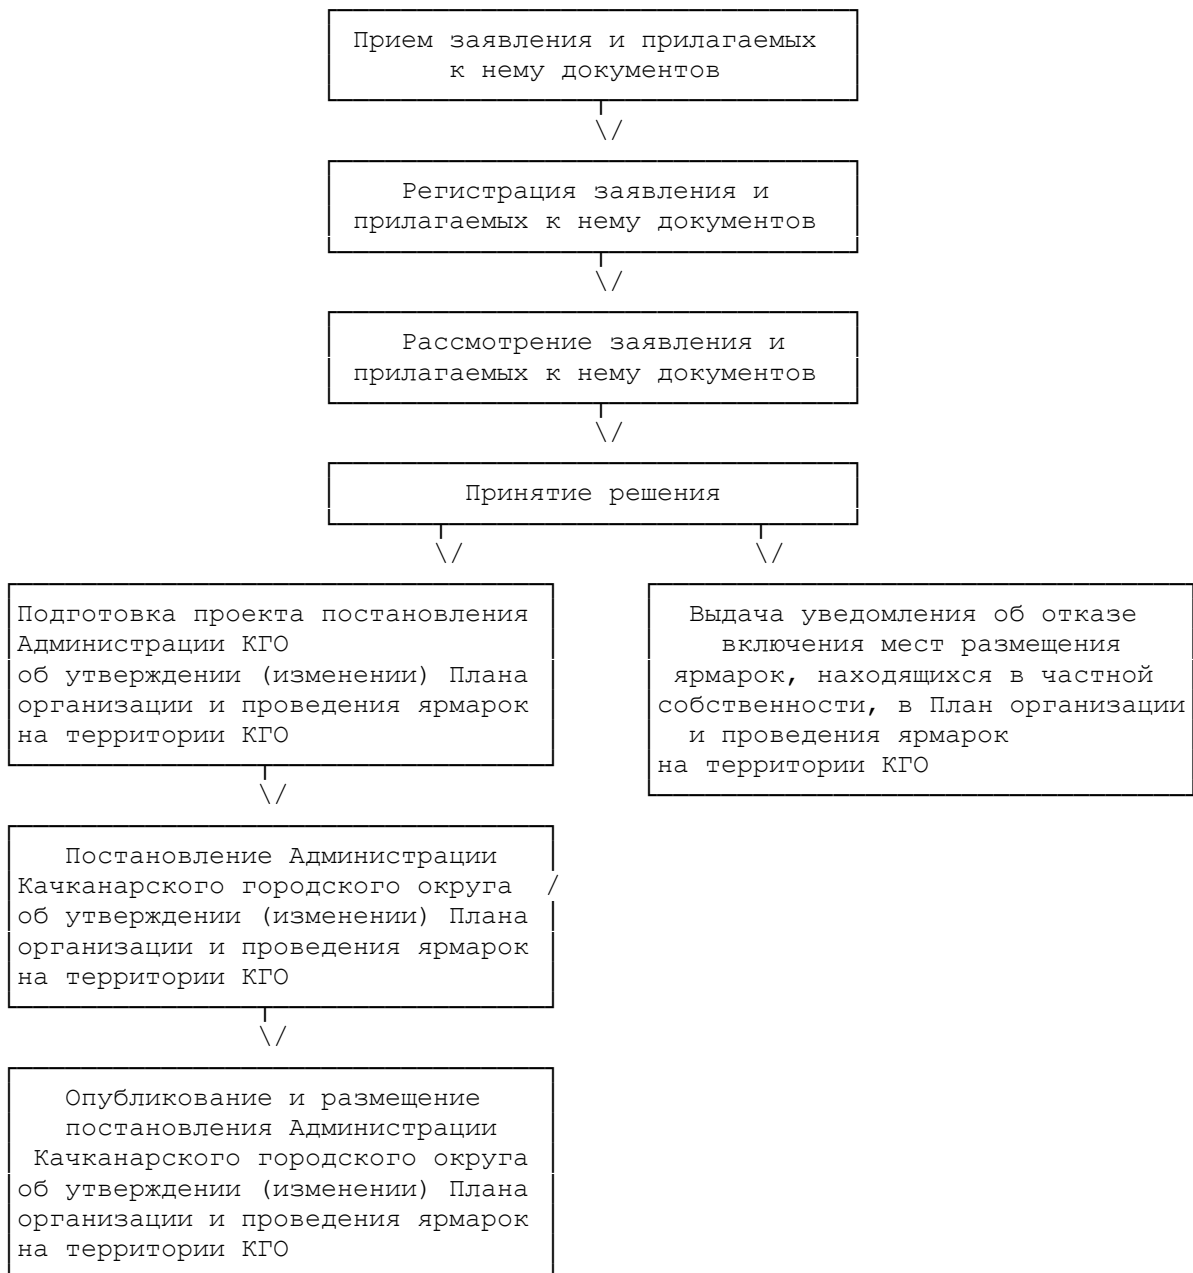 Прием заявления и прилагаемых
к нему документов
\/
Регистрация заявления и
прилагаемых к нему документов
\/
Рассмотрение заявления и
прилагаемых к нему документов
\/
Принятие решения
\/ \/
Подготовка проекта постановления
Администрации КГО
об утверждении (изменении) Плана
организации и проведения ярмарок
на территории КГО
\/
Выдача уведомления об отказе
включения мест размещения
ярмарок, находящихся в частной
собственности, в План организации
и проведения ярмарок
на территории КГО
Постановление Администрации
Качканарского городского округа /
об утверждении (изменении) Плана
организации и проведения ярмарок
на территории КГО
\/
Опубликование и размещение
постановления Администрации
Качканарского городского округа
об утверждении (изменении) Плана
организации и проведения ярмарок
на территории КГО